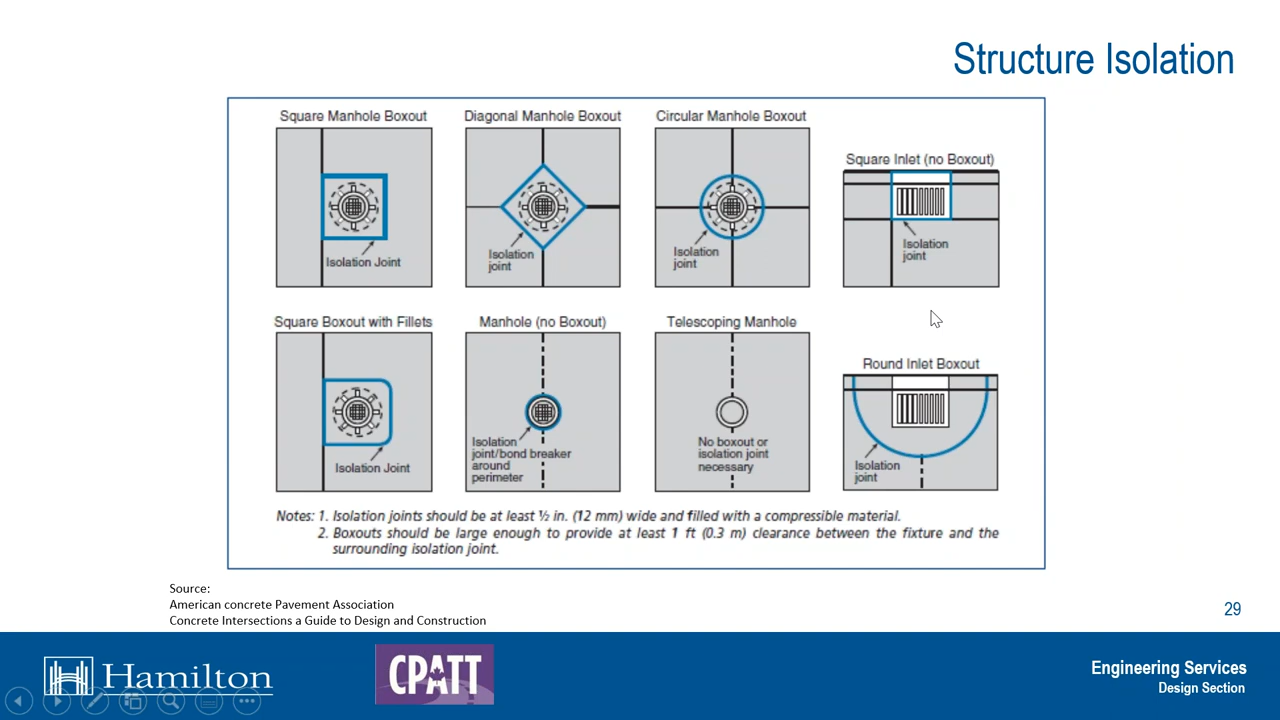 Structure Isolation
Square Manhole Boxout
Diagonal Manhole Boxout
Circular Manhole Boxout
Square Inlet (no Boxout)
Isolation Joint
Isolation
joint
Isolation
joint
Isolation
joint
Square Boxout with Fillets
Manhole (no Boxout)
Telescoping Manhole
Round Inlet Boxout
Isolation Joint
Isolation
joint/bond breaker
around
perimeter
No boxout or
isolation joint
necessary
Isolation
joint
Notes: 1. Isolation joints should be at least ½ in. (12 mm) wide and filled with a compressible material.
2. Boxouts should be large enough to provide at least 1 ft (0.3 m) clearance between the fixture and the
surrounding isolation joint.
Source:
American concrete Pavement Association
Concrete Intersections a Guide to Design and Construction
29
Hamilton
CPATT
Engineering Services
Design Section